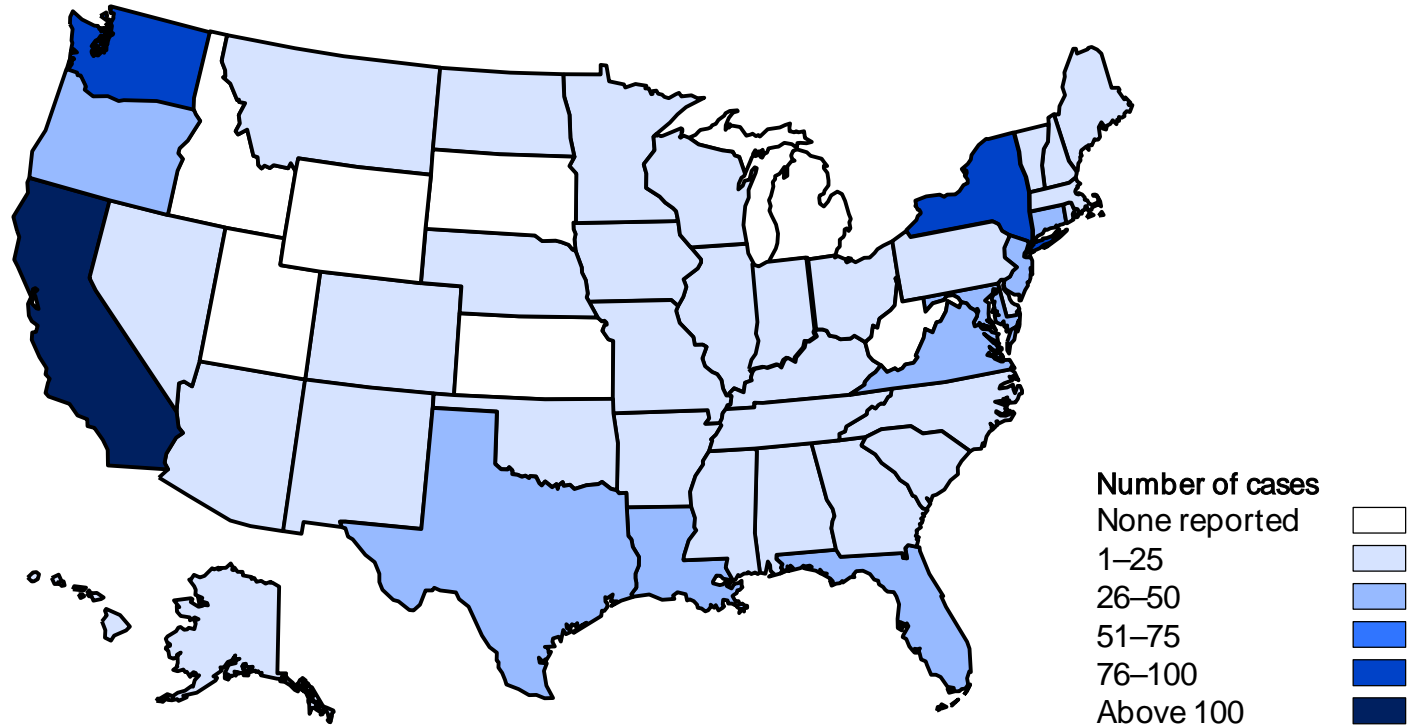 Number of cases
None reported
1–25
26–50
51–75
76–100
Above 100